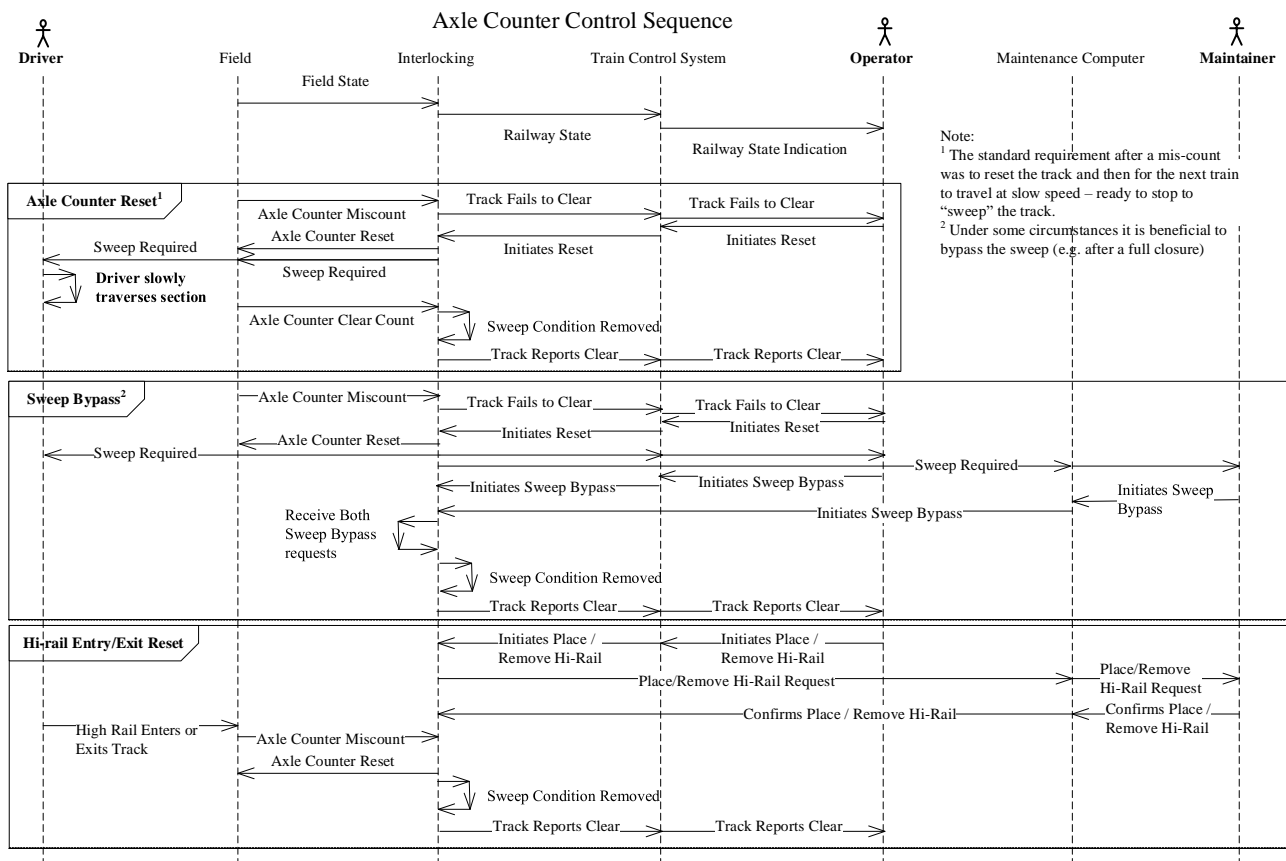 Axle Counter Control Sequence
Driver
Field
Interlocking
Train Control System
Operator
Maintenance Computer
Maintainer
Field State
Railway State
Railway State Indication
Note:
1 The standard requirement after a mis-count
was to reset the track and then for the next train
to travel at slow speed – ready to stop to
“sweep” the track.
2 Under some circumstances it is beneficial to
bypass the sweep (e.g. after a full closure)
Axle Counter Reset1
Axle Counter Miscount
Track Fails to Clear
Track Fails to Clear
Initiates Reset
Initiates Reset
Axle Counter Reset
Sweep Required
Sweep Required
Driver slowly
traverses section
Axle Counter Clear Count
Sweep Condition Removed
Track Reports Clear
Track Reports Clear
Sweep Bypass2
Axle Counter Miscount
Track Fails to Clear
Track Fails to Clear
Initiates Reset
Initiates Reset
Axle Counter Reset
Sweep Required
Sweep Required
Initiates Sweep Bypass
Initiates Sweep Bypass
Initiates Sweep
Bypass
Initiates Sweep Bypass
Receive Both
Sweep Bypass
requests
Sweep Condition Removed
Track Reports Clear
Track Reports Clear
Hi-rail Entry/Exit Reset
Initiates Place /
Remove Hi-Rail
Initiates Place /
Remove Hi-Rail
Place/Remove Hi-Rail Request
Place/Remove
Hi-Rail Request
Confirms Place / Remove Hi-Rail
Confirms Place /
Remove Hi-Rail
High Rail Enters or
Exits Track
Axle Counter Miscount
Axle Counter Reset
Sweep Condition Removed
Track Reports Clear
Track Reports Clear